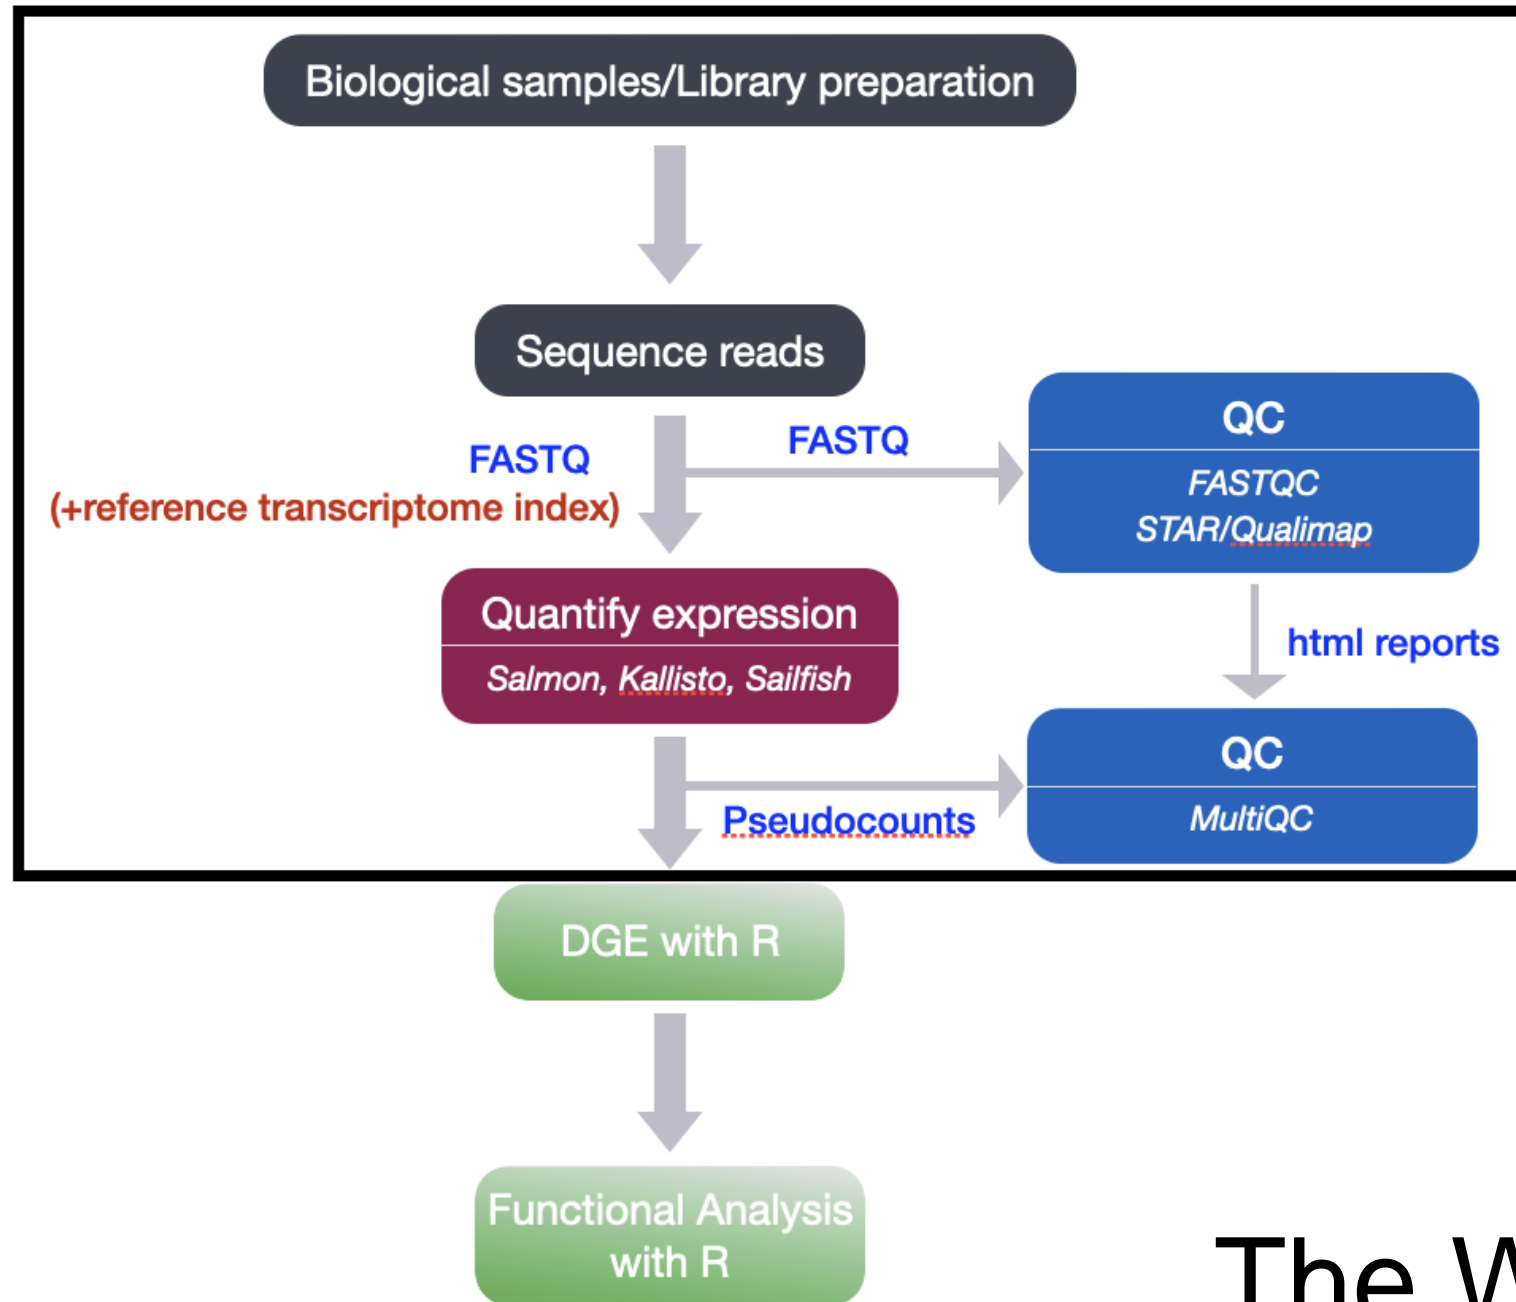 Biological samples/Library preparation
Sequence reads
FASTQ
FASTQ
(+reference transcriptome index)
QC
FASTQC
STAR/Qualimap
Quantify expression
Salmon, Kallisto, Sailfish
html reports
QC
MultiQC
Pseudocounts
DGE with R
Functional Analysis
with R
The